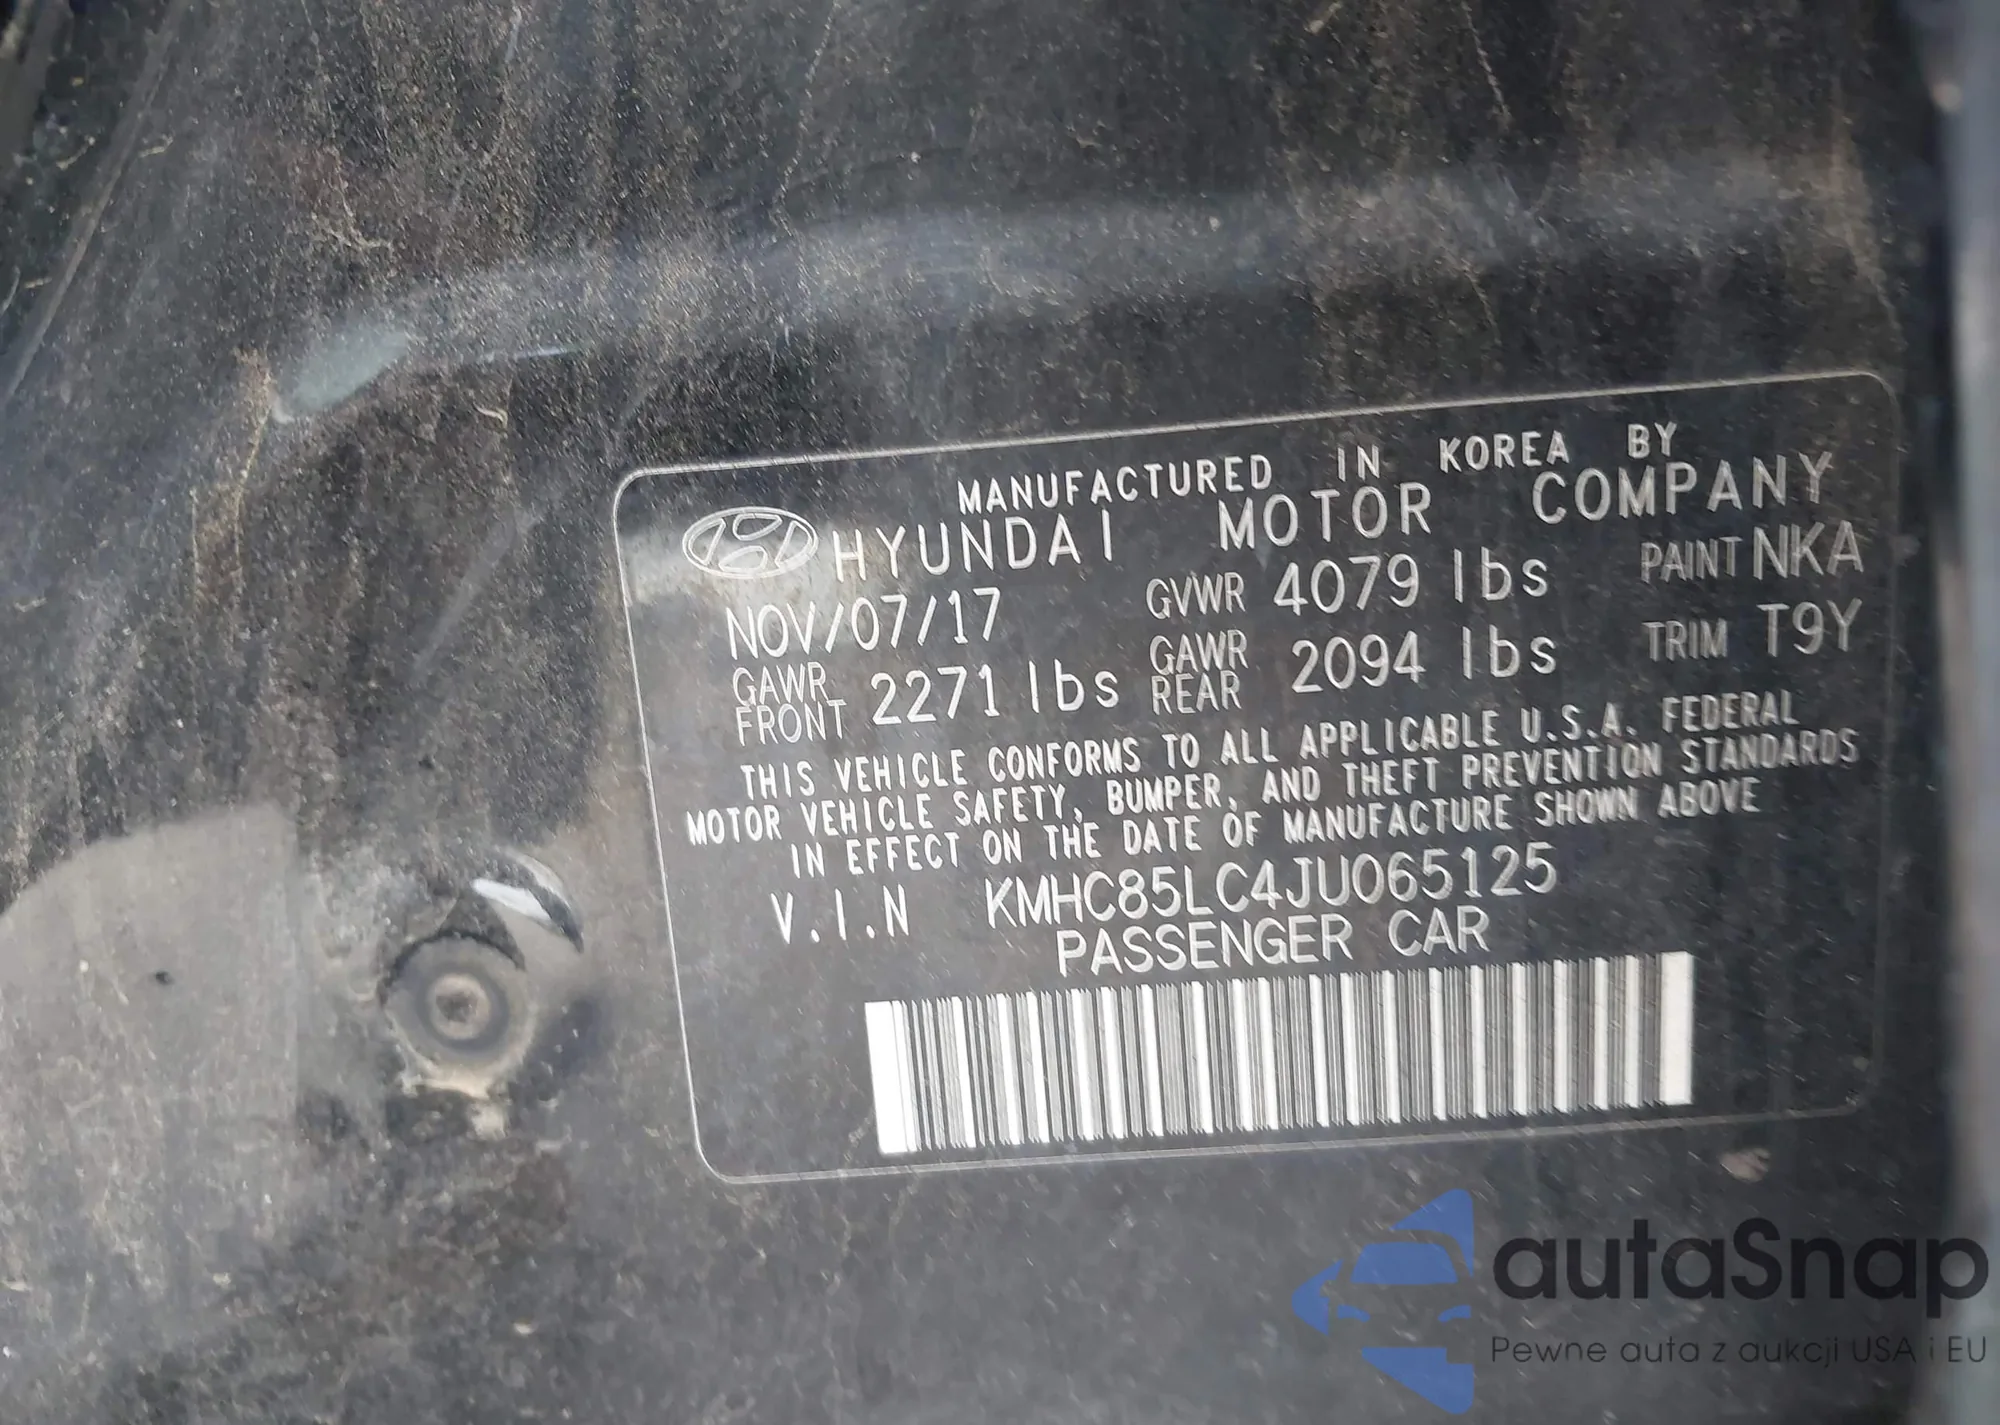 MANUFACTURED IN KOREA BY
HYUNDAI MOTOR COMPANY
NOV/07/17 GVWR 4079 lbs PAINT NKA
GAWR FRONT 2271 lbs GAWR REAR 2094 lbs TRIM T9Y
THIS VEHICLE CONFORMS TO ALL APPLICABLE U.S.A. FEDERAL
MOTOR VEHICLE SAFETY, BUMPER, AND THEFT PREVENTION STANDARDS
IN EFFECT ON THE DATE OF MANUFACTURE SHOWN ABOVE
V.I.N KMHC85LC4JU065125
PASSENGER CAR
autaSnap
Pewne auta z aukcji USA i EU